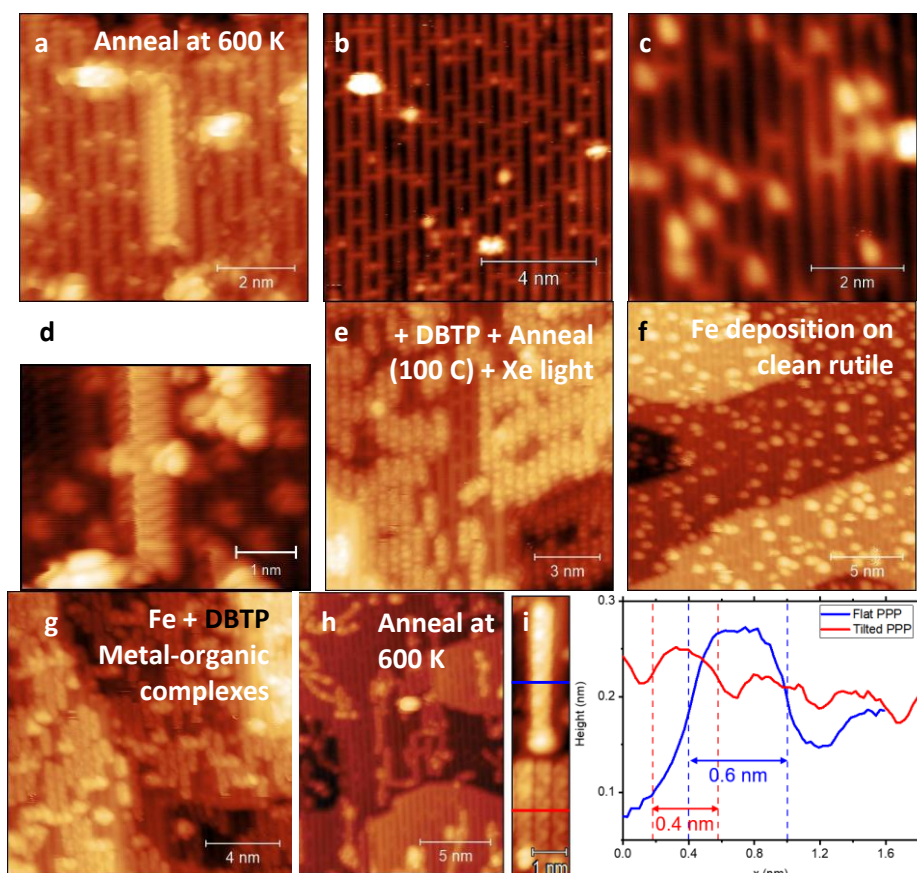 a
Anneal at 600 K
2 nm
b
4 nm
c
2 nm
d
1 nm
e
+ DBTP + Anneal
(100 C) + Xe light
3 nm
f
Fe deposition on
clean rutile
5 nm
g
Fe + DBTP
Metal-organic
complexes
4 nm
h
Anneal at
600 K
5 nm
i
1 nm
0.3
0.2
0.1
Height (nm)
Flat PPP
Tilted PPP
0.6 nm
0.4 nm
0.0 0.4 0.8 1.2 1.6